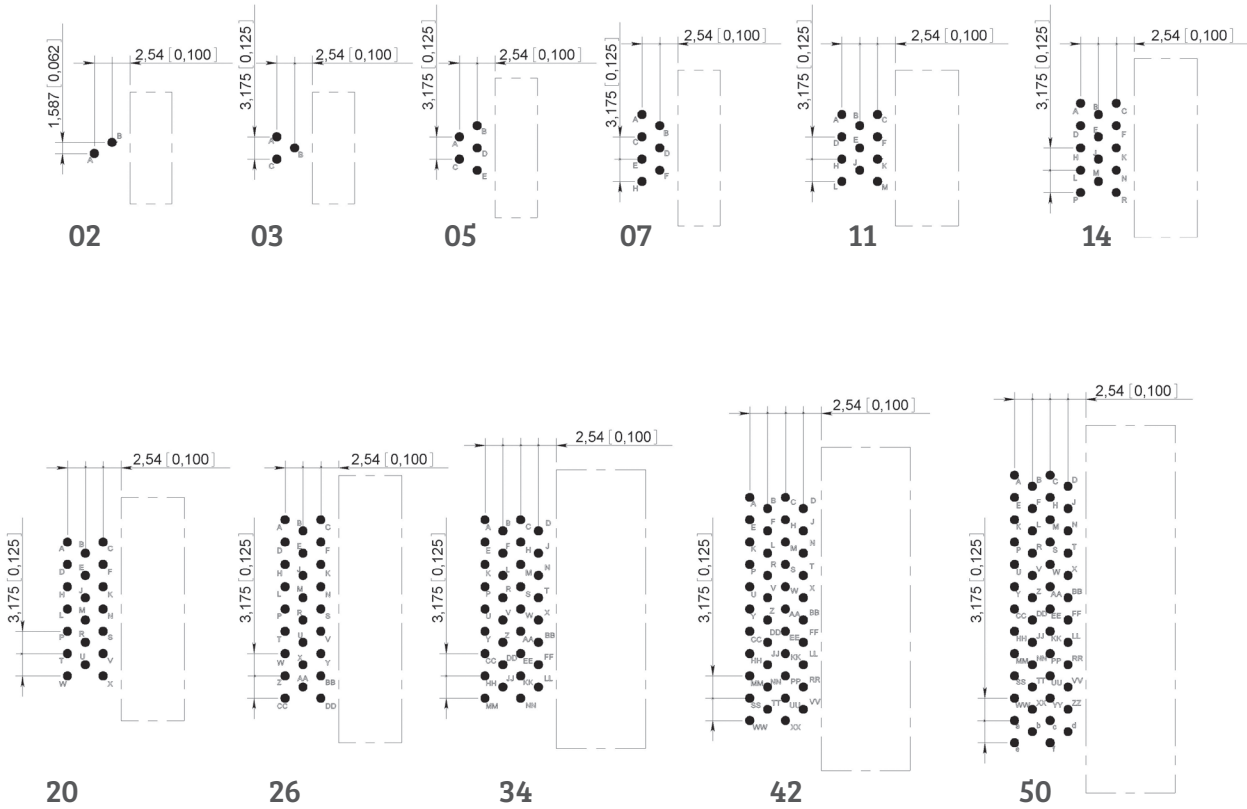 1,587 [0,062]
2,54 [0,100]
B
A
02
3,175 [0,125]
2,54 [0,100]
A
B
C
03
3,175 [0,125]
2,54 [0,100]
B
A
D
C
E
05
3,175 [0,125]
2,54 [0,100]
A
B
C
D
E
F
H
07
3,175 [0,125]
2,54 [0,100]
A B C
D E F
H J K
L M
11
3,175 [0,125]
2,54 [0,100]
A B C
D E F
H J K
L M N
P R
14
3,175 [0,125]
2,54 [0,100]
A B C
D E F
H J K
L M N
P R S
T U V
W X
20
3,175 [0,125]
2,54 [0,100]
A B C
D E F
H J K
L M N
P R S
T U V
W X Y
Z AA BB
CC DD
26
3,175 [0,125]
2,54 [0,100]
A B C D
E F H J
K L M N
P R S T
U V W X
Y Z AA BB
CC DD EE FF
HH JJ KK LL
MM NN
34
3,175 [0,125]
2,54 [0,100]
A B C D
E F H J
K L M N
P R S T
U V W X
Y Z AA BB
CC DD EE FF
HH JJ KK LL
MM NN PP RR
SS TT UU VV
WW XX
42
3,175 [0,125]
2,54 [0,100]
A B C D
E F H J
K L M N
P R S T
U V W X
Y Z AA BB
CC DD EE FF
HH JJ KK LL
MM NN PP RR
SS TT UU VV
WW XX YY ZZ
a b c d
e f
50